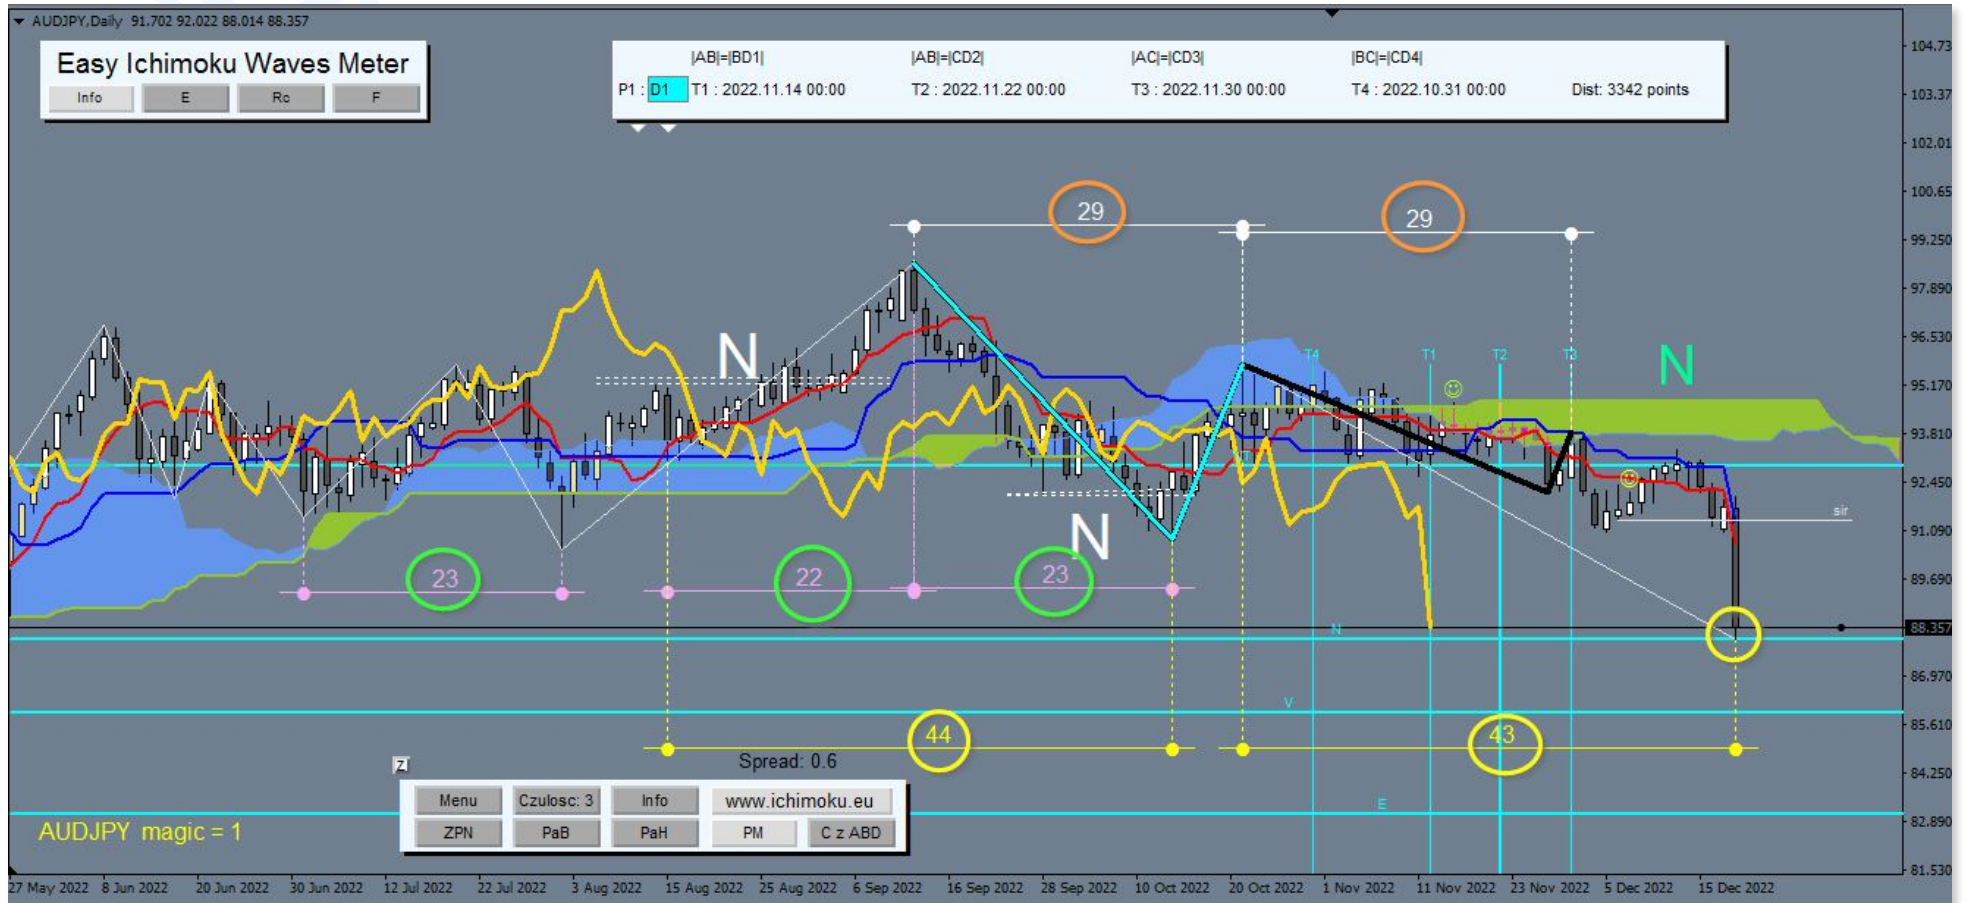 AUDJPY,Daily 91.702 92.022 88.014 88.357
Easy Ichimoku Waves Meter
Info E Rc F
|AB|=|BD1| |AB|=|CD2| |AC|=|CD3| |BC|=|CD4|
P1 : D1 T1 : 2022.11.14 00:00 T2 : 2022.11.22 00:00 T3 : 2022.11.30 00:00 T4 : 2022.10.31 00:00 Dist: 3342 points
104.73
103.37
102.01
100.65
99.250
97.890
96.530
95.170
93.810
92.450
91.090
89.690
88.357
86.970
85.610
84.250
82.890
81.530
29 29
N
N
T4 T1 T2 T3
N
sir
23 22 23
N
V
44 43
E
Z
Spread: 0.6
Menu Czulosc: 3 Info www.ichimoku.eu
ZPN PaB PaH PM C z ABD
AUDJPY magic = 1
27 May 2022 8 Jun 2022 20 Jun 2022 30 Jun 2022 12 Jul 2022 22 Jul 2022 3 Aug 2022 15 Aug 2022 25 Aug 2022 6 Sep 2022 16 Sep 2022 28 Sep 2022 10 Oct 2022 20 Oct 2022 1 Nov 2022 11 Nov 2022 23 Nov 2022 5 Dec 2022 15 Dec 2022